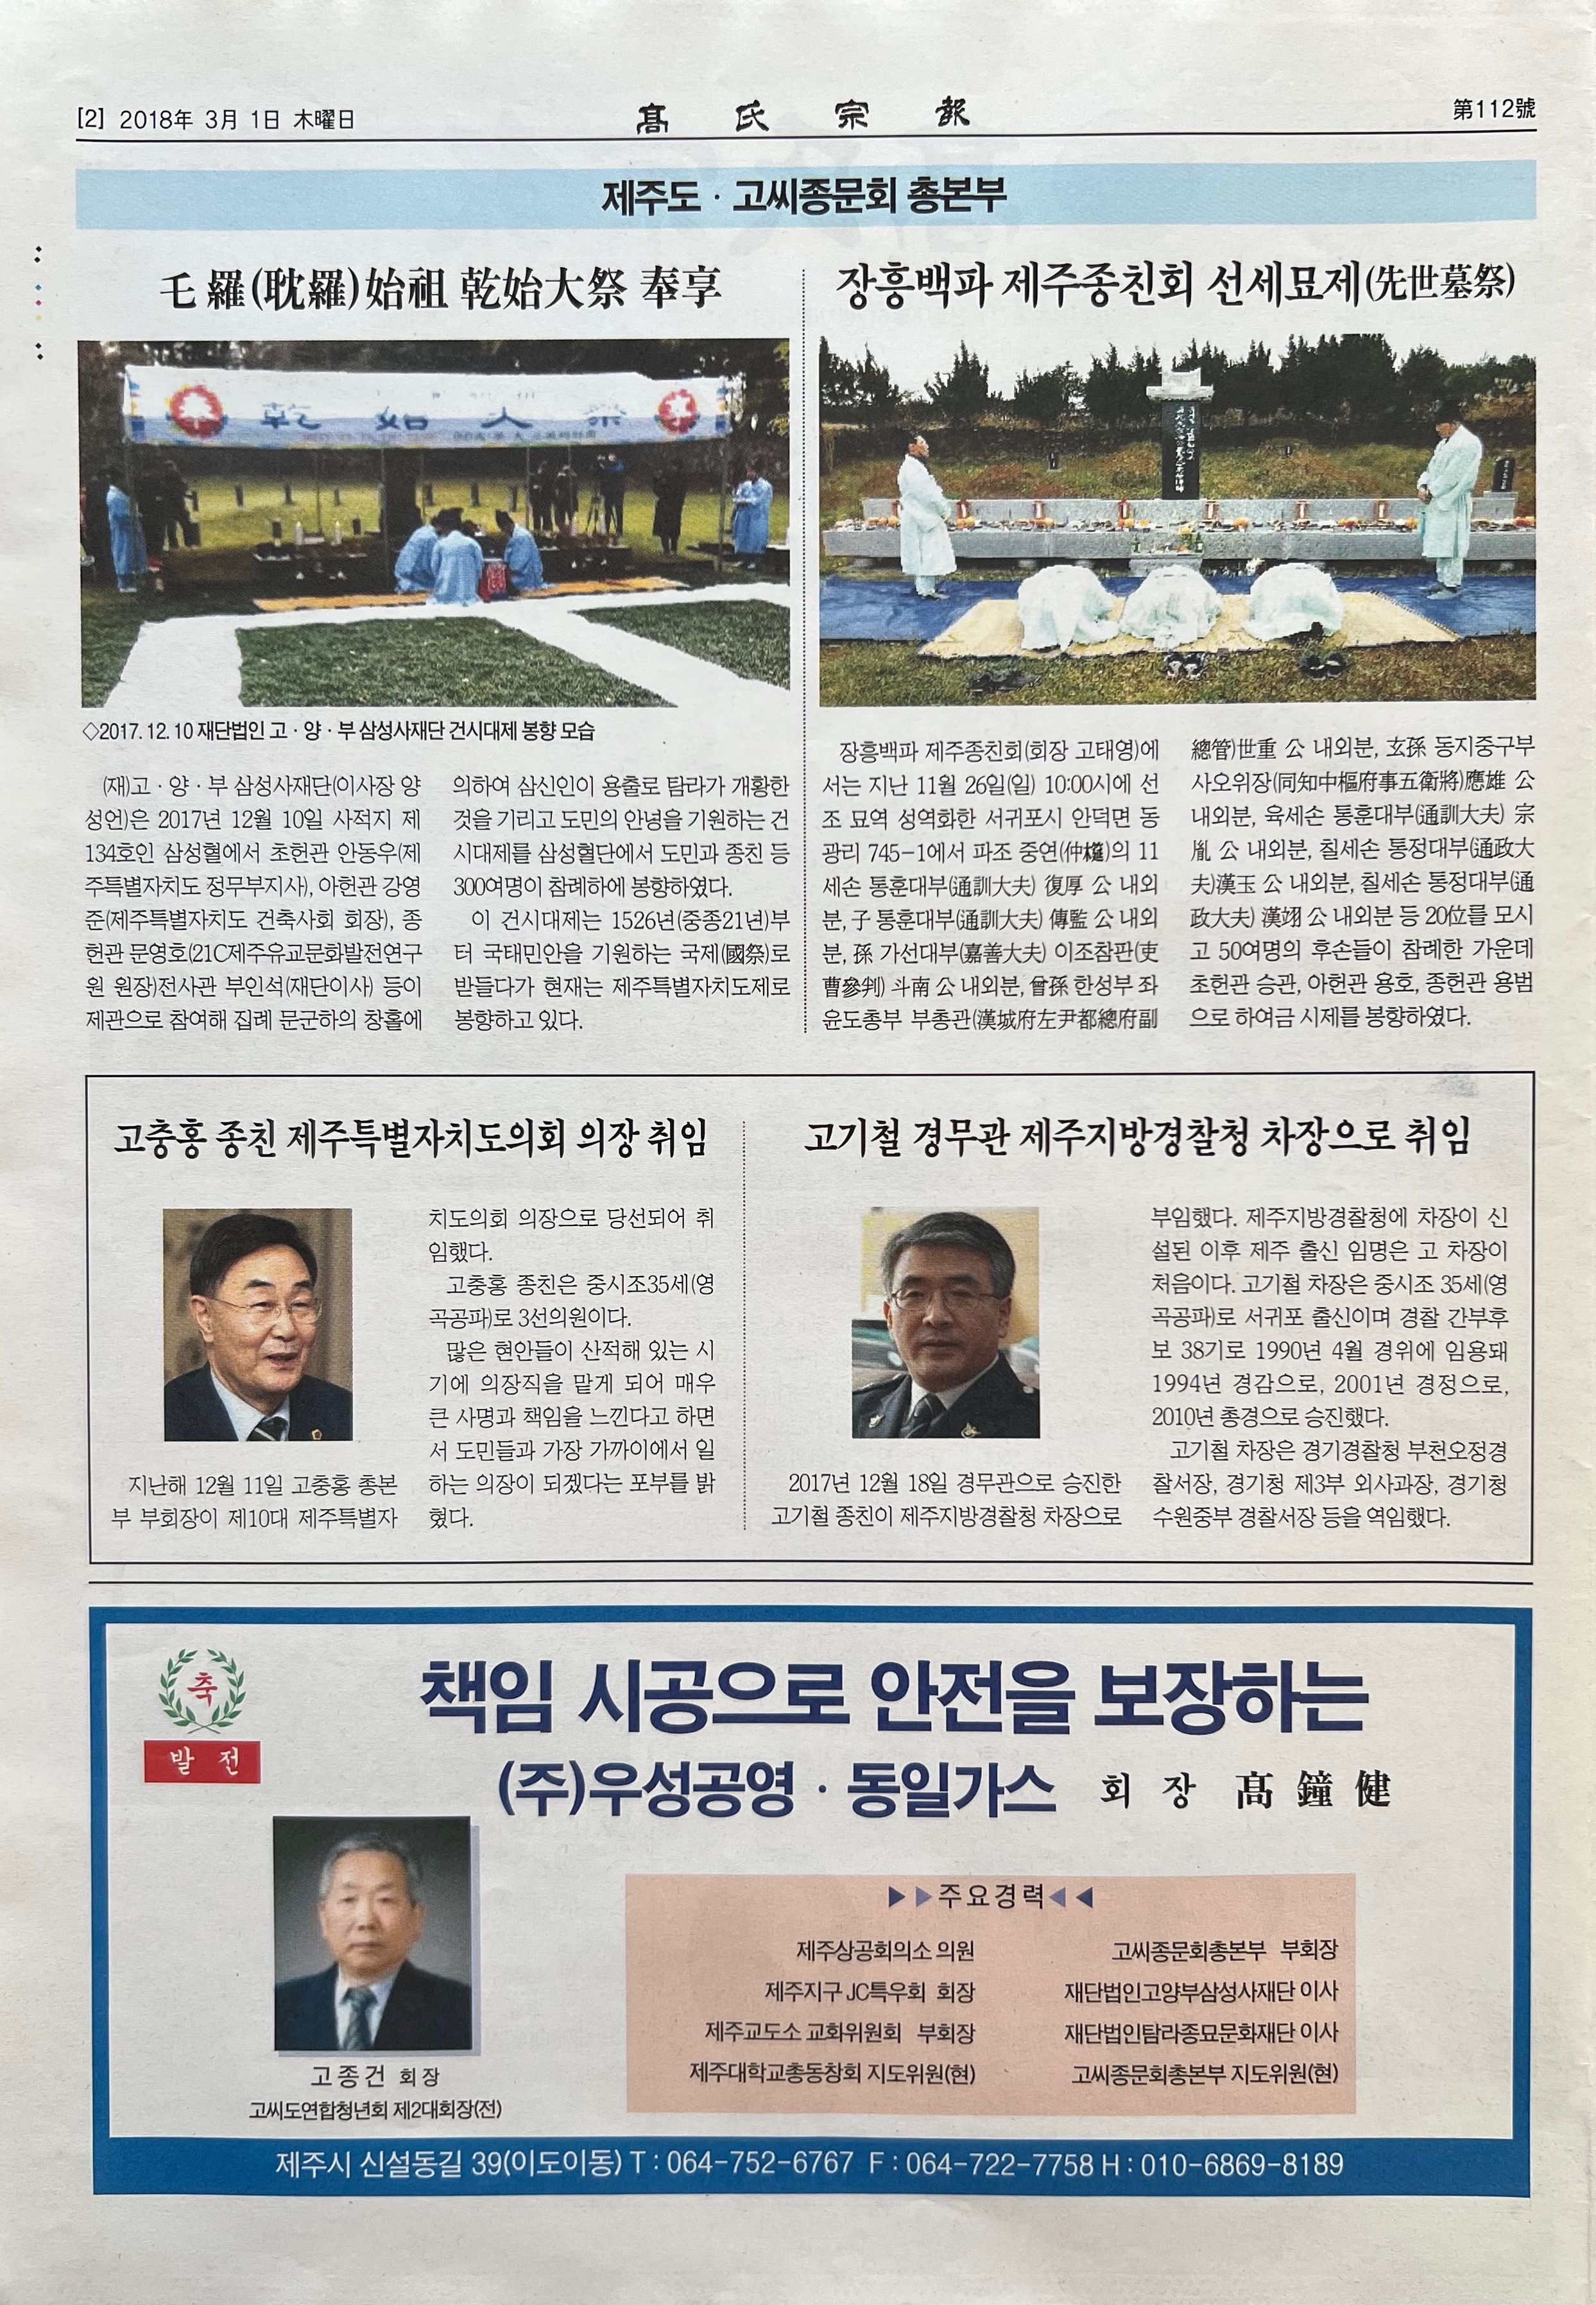 [2] 2018年 3月 1日 木曜日
髙氏宗報
第112號
제주도 · 고씨종문회 총본부
乇羅(耽羅)始祖 乾始大祭 奉享
乾始大祭
◇2017. 12. 10 재단법인 고 · 양 · 부 삼성사재단 건시대제 봉향 모습
(재)고 · 양 · 부 삼성사재단(이사장 양
성언)은 2017년 12월 10일 사적지 제
134호인 삼성혈에서 초헌관 안동우(제
주특별자치도 정무부지사), 아헌관 강영
준(제주특별자치도 건축사회 회장), 종
헌관 문영호(21C제주유교문화발전연구
원 원장)전사관 부인석(재단이사) 등이
제관으로 참여해 집례 문군하의 창홀에
의하여 삼신인이 용출로 탐라가 개황한
것을 기리고 도민의 안녕을 기원하는 건
시대제를 삼성혈단에서 도민과 종친 등
300여명이 참례하에 봉향하였다.
이 건시대제는 1526년(중종21년)부
터 국태민안을 기원하는 국제(國祭)로
받들다가 현재는 제주특별자치도제로
봉향하고 있다.
장흥백파 제주종친회 선세묘제(先世墓祭)
장흥백파 제주종친회(회장 고태영)에
서는 지난 11월 26일(일) 10:00시에 선
조 묘역 성역화한 서귀포시 안덕면 동
광리 745-1에서 파조 중연(仲)의 11
세손 통훈대부(通訓大夫) 復厚 公 내외
분, 子 통훈대부(通訓大夫) 傳監 公 내외
분, 孫 가선대부(嘉善大夫) 이조참판(吏
曹參判) 斗南 公 내외분, 曾孫 한성부 좌
윤도총부 부총관(漢城府左尹都總府副
總管)世重 公 내외분, 玄孫 동지중구부
사오위장(同知中樞府事五衛將)應雄 公
내외분, 육세손 통훈대부(通訓大夫) 宗
胤 公 내외분, 칠세손 통정대부(通政大
夫)漢玉 公 내외분, 칠세손 통정대부(通
政大夫) 漢翊 公 내외분 등 20位를 모시
고 50여명의 후손들이 참례한 가운데
초헌관 승관, 아헌관 용호, 종헌관 용범
으로 하여금 시제를 봉향하였다.
고충홍 종친 제주특별자치도의회 의장 취임
지난해 12월 11일 고충홍 총본
부 부회장이 제10대 제주특별자
치도의회 의장으로 당선되어 취
임했다.
고충홍 종친은 중시조35세(영
곡공파)로 3선의원이다.
많은 현안들이 산적해 있는 시
기에 의장직을 맡게 되어 매우
큰 사명과 책임을 느낀다고 하면
서 도민들과 가장 가까이에서 일
하는 의장이 되겠다는 포부를 밝
혔다.
고기철 경무관 제주지방경찰청 차장으로 취임
2017년 12월 18일 경무관으로 승진한
고기철 종친이 제주지방경찰청 차장으로
부임했다. 제주지방경찰청에 차장이 신
설된 이후 제주 출신 임명은 고 차장이
처음이다. 고기철 차장은 중시조 35세(영
곡공파)로 서귀포 출신이며 경찰 간부후
보 38기로 1990년 4월 경위에 임용돼
1994년 경감으로, 2001년 경정으로,
2010년 총경으로 승진했다.
고기철 차장은 경기경찰청 부천오정경
찰서장, 경기청 제3부 외사과장, 경기청
수원중부 경찰서장 등을 역임했다.
축
발 전
책임 시공으로 안전을 보장하는
(주)우성공영 · 동일가스 회 장 髙 鐘 健
고종건 회장
고씨도연합청년회 제2대회장(전)
▶▶주요경력◀◀
제주상공회의소 의원
제주지구 JC특우회 회장
제주교도소 교화위원회 부회장
제주대학교총동창회 지도위원(현)
고씨종문회총본부 부회장
재단법인고양부삼성사재단 이사
재단법인탐라종묘문화재단 이사
고씨종문회총본부 지도위원(현)
제주시 신설동길 39(이도이동) T : 064-752-6767 F : 064-722-7758 H : 010-6869-8189